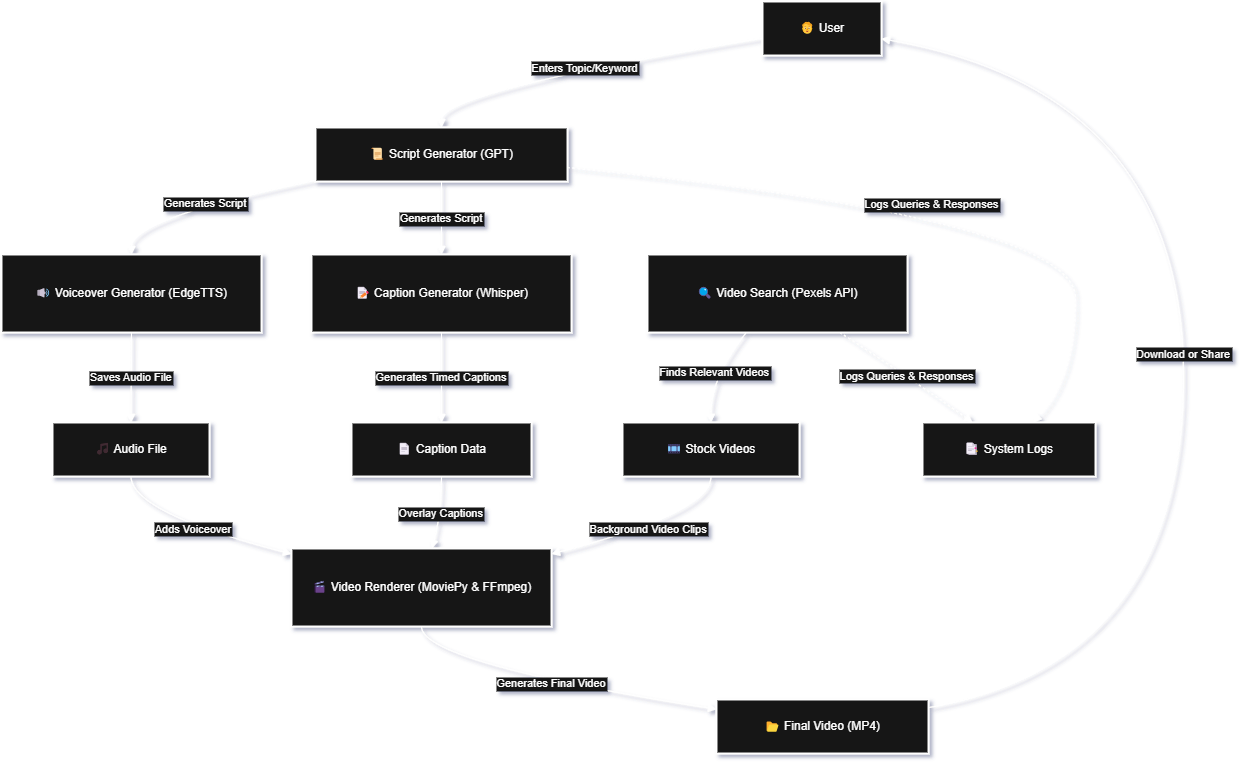 User
Enters Topic/Keyword
Script Generator (GPT)
Generates Script
Generates Script
Logs Queries & Responses
Voiceover Generator (EdgeTTS)
Caption Generator (Whisper)
Video Search (Pexels API)
Download or Share
Saves Audio File
Generates Timed Captions
Finds Relevant Videos
Logs Queries & Responses
Audio File
Caption Data
Stock Videos
System Logs
Adds Voiceover
Overlay Captions
Background Video Clips
Video Renderer (MoviePy & FFmpeg)
Generates Final Video
Final Video (MP4)